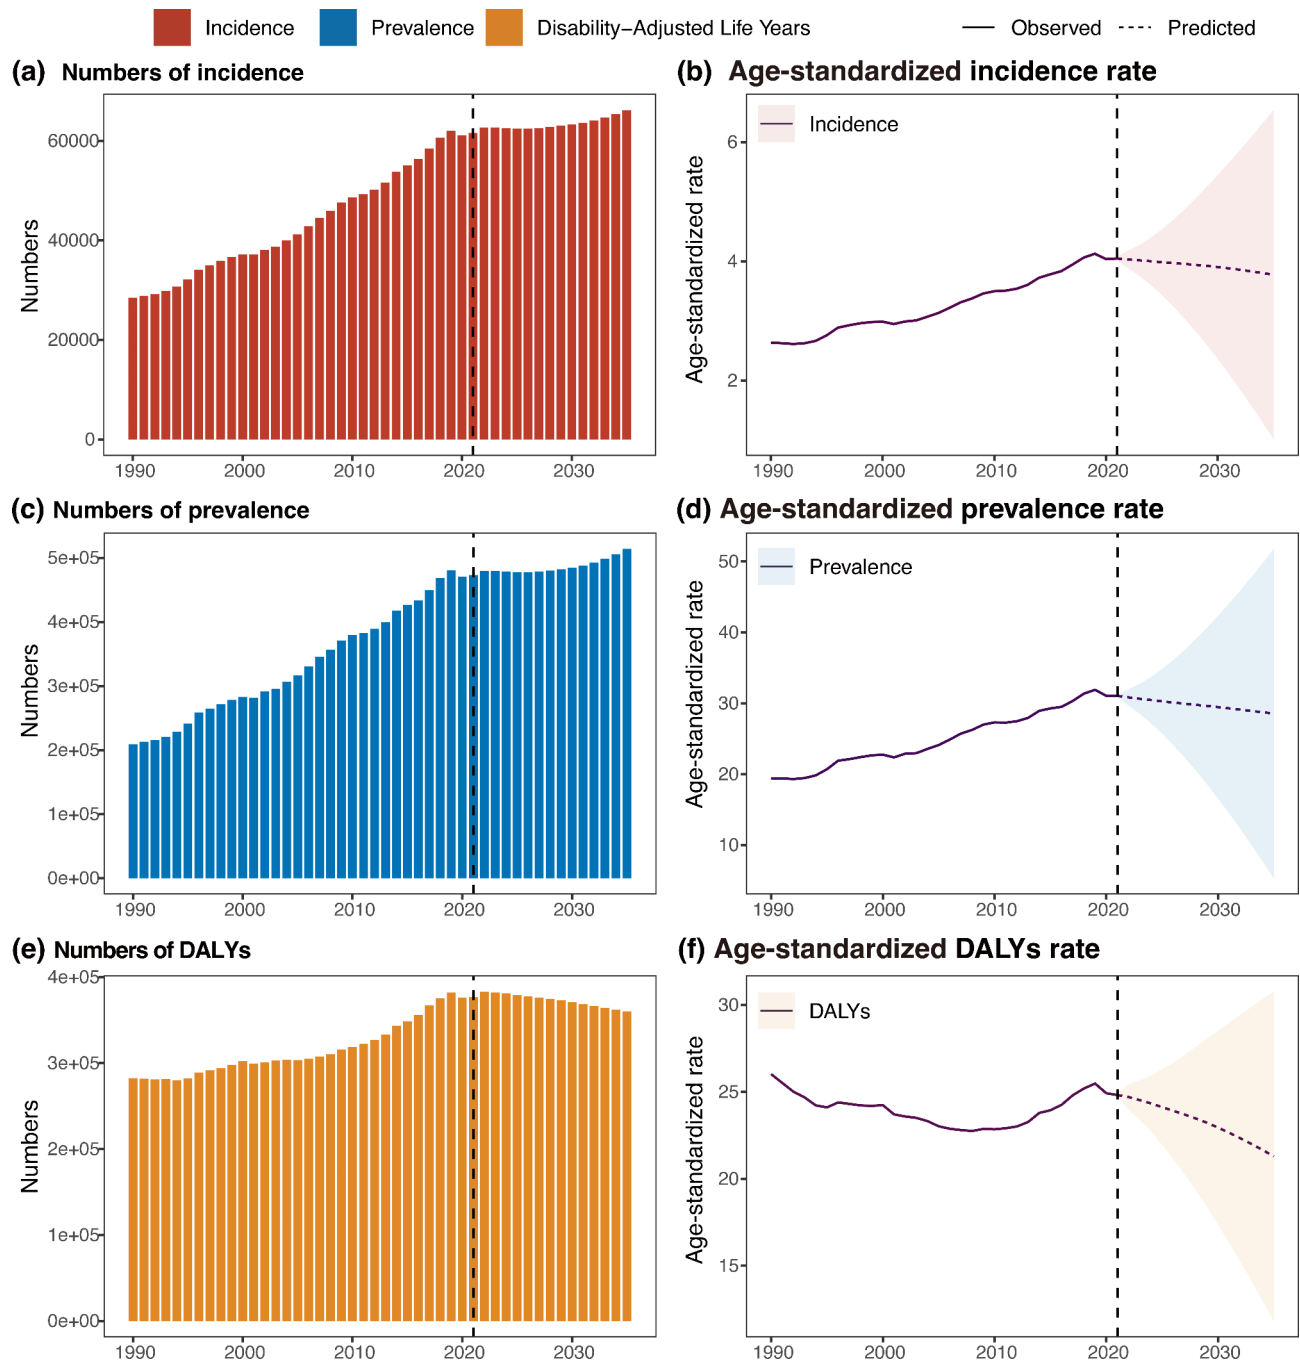 Incidence Prevalence Disability-Adjusted Life Years Observed Predicted
(a) Numbers of incidence
Numbers
60000
40000
20000
0
1990 2000 2010 2020 2030
(b) Age-standardized incidence rate
Incidence
Age-standardized rate
6
4
2
1990 2000 2010 2020 2030
(c) Numbers of prevalence
Numbers
5e+05
4e+05
3e+05
2e+05
1e+05
0e+00
1990 2000 2010 2020 2030
(d) Age-standardized prevalence rate
Prevalence
Age-standardized rate
50
40
30
20
10
1990 2000 2010 2020 2030
(e) Numbers of DALYs
Numbers
4e+05
3e+05
2e+05
1e+05
0e+00
1990 2000 2010 2020 2030
(f) Age-standardized DALYs rate
DALYs
Age-standardized rate
30
25
20
15
1990 2000 2010 2020 2030